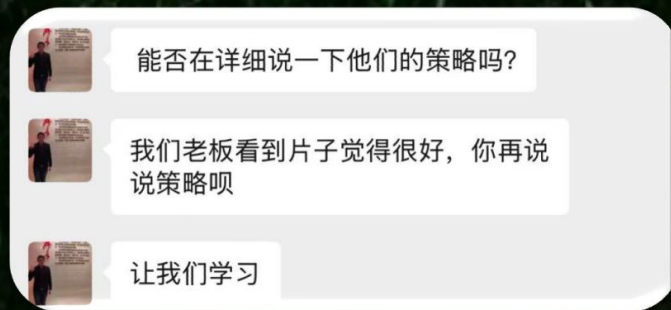 能否在详细说一下他们的策略吗？
我们老板看到片子觉得很好，你再说
说策略呗
让我们学习